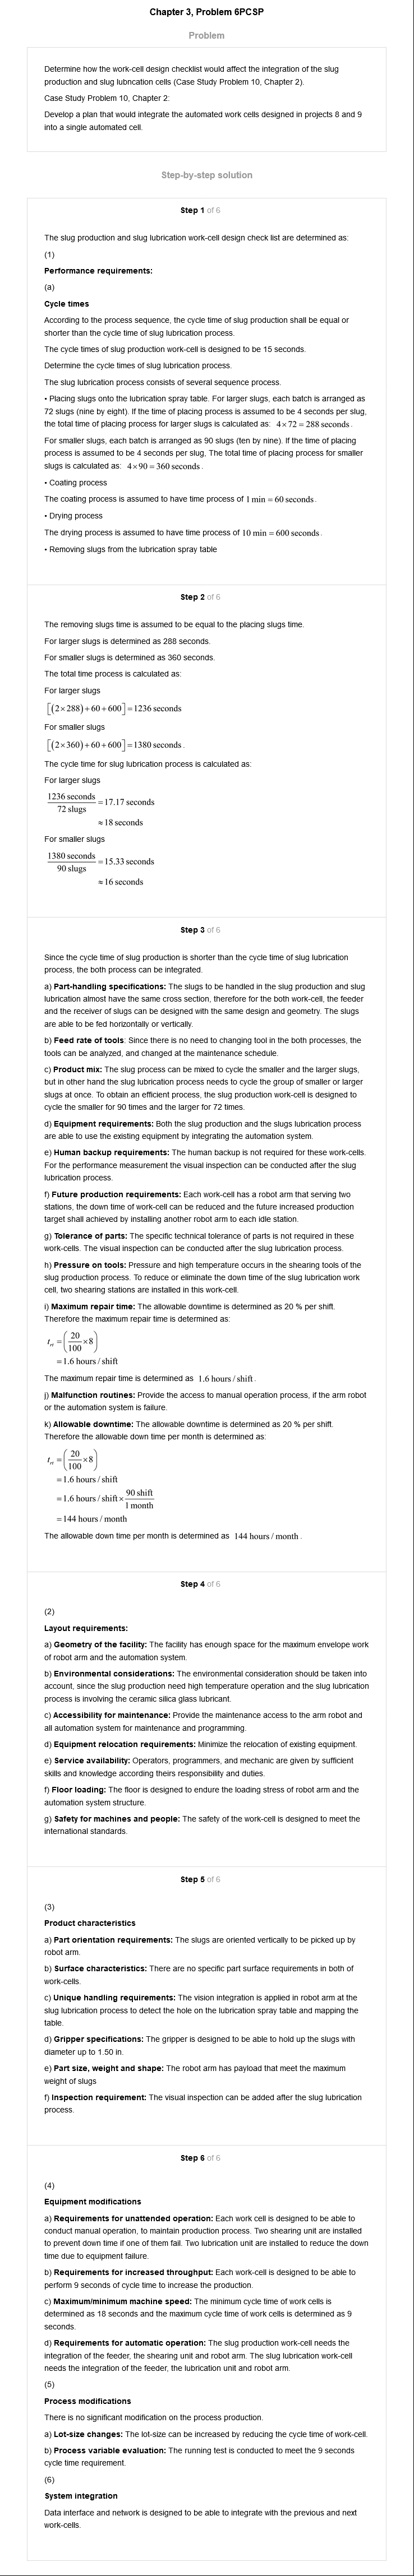 Chapter 3, Problem 6PCSP
Problem
Determine how the work-cell design checklist would affect the integration of the slug
production and slug lubncation cells (Case Study Problem 10, Chapter 2).
Case Study Problem 10, Chapter 2:
Develop a plan that would integrate the automated work cells designed in projects 8 and 9
into a single automated cell.
Step-by-step solution
Step 1 of 6
The slug production and slug lubrication work-cell design check list are determined as:
(1)
Performance requirements:
(a)
Cycle times
According to the process sequence, the cycle time of slug production shall be equal or
shorter than the cycle time of slug lubrication process.
The cycle times of slug production work-cell is designed to be 15 seconds.
Determine the cycle times of slug lubrication process.
The slug lubrication process consists of several sequence process.
• Placing slugs onto the lubrication spray table. For larger slugs, each batch is arranged as
72 slugs (nine by eight). If the time of placing process is assumed to be 4 seconds per slug,
the total time of placing process for larger slugs is calculated as: 4×72 = 288 seconds.
For smaller slugs, each batch is arranged as 90 slugs (ten by nine). If the time of placing
process is assumed to be 4 seconds per slug, The total time of placing process for smaller
slugs is calculated as: 4×90 = 360 seconds.
• Coating process
The coating process is assumed to have time process of 1 min = 60 seconds.
• Drying process
The drying process is assumed to have time process of 10 min = 600 seconds.
• Removing slugs from the lubrication spray table
Step 2 of 6
The removing slugs time is assumed to be equal to the placing slugs time.
For larger slugs is determined as 288 seconds.
For smaller slugs is determined as 360 seconds.
The total time process is calculated as:
For larger slugs
[(2×288)+60+600] = 1236 seconds
For smaller slugs
[(2×360)+60+600] = 1380 seconds.
The cycle time for slug lubrication process is calculated as:
For larger slugs
1236 seconds
72 slugs
= 17.17 seconds
≈ 18 seconds
For smaller slugs
1380 seconds
90 slugs
= 15.33 seconds
≈ 16 seconds
Step 3 of 6
Since the cycle time of slug production is shorter than the cycle time of slug lubrication
process, the both process can be integrated.
a) Part-handling specifications: The slugs to be handled in the slug production and slug
lubrication almost have the same cross section, therefore for the both work-cell, the feeder
and the receiver of slugs can be designed with the same design and geometry. The slugs
are able to be fed horizontally or vertically.
b) Feed rate of tools: Since there is no need to changing tool in the both processes, the
tools can be analyzed, and changed at the maintenance schedule.
c) Product mix: The slug process can be mixed to cycle the smaller and the larger slugs,
but in other hand the slug lubrication process needs to cycle the group of smaller or larger
slugs at once. To obtain an efficient process, the slug production work-cell is designed to
cycle the smaller for 90 times and the larger for 72 times.
d) Equipment requirements: Both the slug production and the slugs lubrication process
are able to use the existing equipment by integrating the automation system.
e) Human backup requirements: The human backup is not required for these work-cells.
For the performance measurement the visual inspection can be conducted after the slug
lubrication process.
f) Future production requirements: Each work-cell has a robot arm that serving two
stations, the down time of work-cell can be reduced and the future increased production
target shall achieved by installing another robot arm to each idle station.
g) Tolerance of parts: The specific technical tolerance of parts is not required in these
work-cells. The visual inspection can be conducted after the slug lubrication process.
h) Pressure on tools: Pressure and high temperature occurs in the shearing tools of the
slug production process. To reduce or eliminate the down time of the slug lubrication work
cell, two shearing stations are installed in this work-cell.
i) Maximum repair time: The allowable downtime is determined as 20 % per shift.
Therefore the maximum repair time is determined as:
t_rr = (20/100 ×8)
= 1.6 hours / shift
The maximum repair time is determined as 1.6 hours / shift.
j) Malfunction routines: Provide the access to manual operation process, if the arm robot
or the automation system is failure.
k) Allowable downtime: The allowable downtime is determined as 20 % per shift.
Therefore the allowable down time per month is determined as:
t_rr = (20/100 ×8)
= 1.6 hours / shift
= 1.6 hours / shift × 90 shift / 1 month
= 144 hours / month
The allowable down time per month is determined as 144 hours / month.
Step 4 of 6
(2)
Layout requirements:
a) Geometry of the facility: The facility has enough space for the maximum envelope work
of robot arm and the automation system.
b) Environmental considerations: The environmental consideration should be taken into
account, since the slug production need high temperature operation and the slug lubrication
process is involving the ceramic silica glass lubricant.
c) Accessibility for maintenance: Provide the maintenance access to the arm robot and
all automation system for maintenance and programming.
d) Equipment relocation requirements: Minimize the relocation of existing equipment.
e) Service availability: Operators, programmers, and mechanic are given by sufficient
skills and knowledge according theirs responsibility and duties.
f) Floor loading: The floor is designed to endure the loading stress of robot arm and the
automation system structure.
g) Safety for machines and people: The safety of the work-cell is designed to meet the
international standards.
Step 5 of 6
(3)
Product characteristics
a) Part orientation requirements: The slugs are oriented vertically to be picked up by
robot arm.
b) Surface characteristics: There are no specific part surface requirements in both of
work-cells.
c) Unique handling requirements: The vision integration is applied in robot arm at the
slug lubrication process to detect the hole on the lubrication spray table and mapping the
table.
d) Gripper specifications: The gripper is designed to be able to hold up the slugs with
diameter up to 1.50 in.
e) Part size, weight and shape: The robot arm has payload that meet the maximum
weight of slugs
f) Inspection requirement: The visual inspection can be added after the slug lubrication
process.
Step 6 of 6
(4)
Equipment modifications
a) Requirements for unattended operation: Each work cell is designed to be able to
conduct manual operation, to maintain production process. Two shearing unit are installed
to prevent down time if one of them fail. Two lubrication unit are installed to reduce the down
time due to equipment failure.
b) Requirements for increased throughput: Each work-cell is designed to be able to
perform 9 seconds of cycle time to increase the production.
c) Maximum/minimum machine speed: The minimum cycle time of work cells is
determined as 18 seconds and the maximum cycle time of work cells is determined as 9
seconds.
d) Requirements for automatic operation: The slug production work-cell needs the
integration of the feeder, the shearing unit and robot arm. The slug lubrication work-cell
needs the integration of the feeder, the lubrication unit and robot arm.
(5)
Process modifications
There is no significant modification on the process production.
a) Lot-size changes: The lot-size can be increased by reducing the cycle time of work-cell.
b) Process variable evaluation: The running test is conducted to meet the 9 seconds
cycle time requirement.
(6)
System integration
Data interface and network is designed to be able to integrate with the previous and next
work-cells.